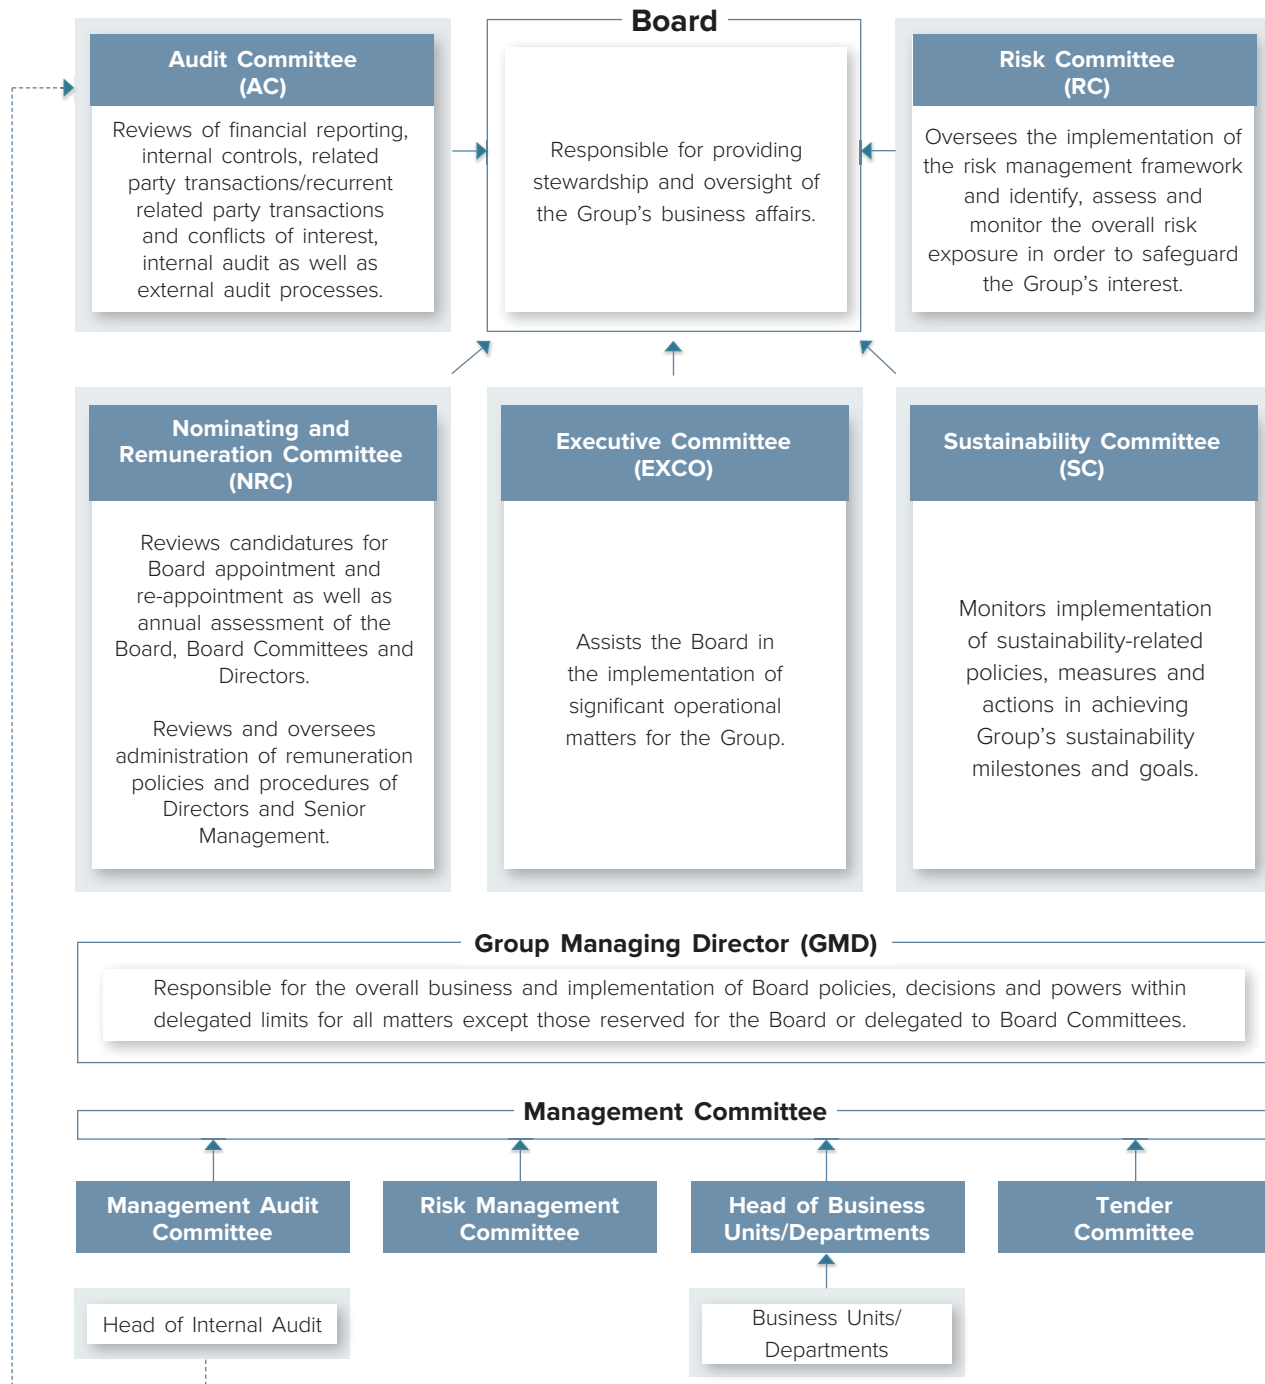 Board
Audit Committee
(AC)
Reviews of financial reporting,
internal controls, related
party transactions/recurrent
related party transactions
and conflicts of interest,
internal audit as well as
external audit processes.
Responsible for providing
stewardship and oversight of
the Group's business affairs.
Risk Committee
(RC)
Oversees the implementation of
the risk management framework
and identify, assess and
monitor the overall risk
exposure in order to safeguard
the Group's interest.
Nominating and
Remuneration Committee
(NRC)
Reviews candidatures for
Board appointment and
re-appointment as well as
annual assessment of the
Board, Board Committees and
Directors.
Reviews and oversees
administration of remuneration
policies and procedures of
Directors and Senior
Management.
Executive Committee
(EXCO)
Assists the Board in
the implementation of
significant operational
matters for the Group.
Sustainability Committee
(SC)
Monitors implementation
of sustainability-related
policies, measures and
actions in achieving
Group's sustainability
milestones and goals.
Group Managing Director (GMD)
Responsible for the overall business and implementation of Board policies, decisions and powers within
delegated limits for all matters except those reserved for the Board or delegated to Board Committees.
Management Committee
Management Audit
Committee
Risk Management
Committee
Head of Business
Units/Departments
Tender
Committee
Head of Internal Audit
Business Units/
Departments